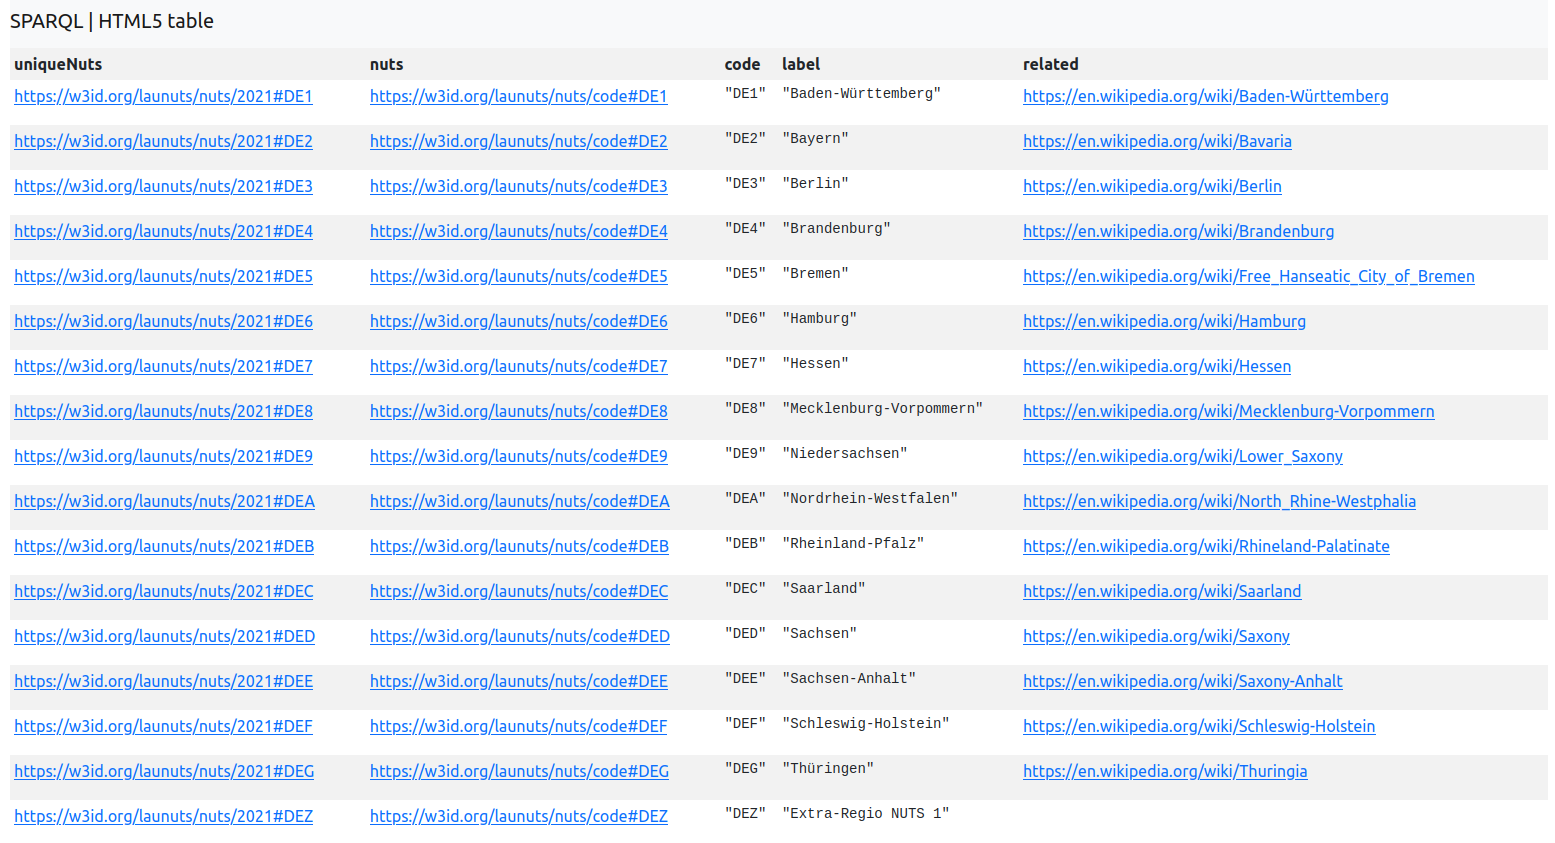 SPARQL | HTML5 table
uniqueNuts nuts code label related
https://w3id.org/launuts/nuts/2021#DE1 https://w3id.org/launuts/nuts/code#DE1 "DE1" "Baden-Württemberg" https://en.wikipedia.org/wiki/Baden-Württemberg
https://w3id.org/launuts/nuts/2021#DE2 https://w3id.org/launuts/nuts/code#DE2 "DE2" "Bayern" https://en.wikipedia.org/wiki/Bavaria
https://w3id.org/launuts/nuts/2021#DE3 https://w3id.org/launuts/nuts/code#DE3 "DE3" "Berlin" https://en.wikipedia.org/wiki/Berlin
https://w3id.org/launuts/nuts/2021#DE4 https://w3id.org/launuts/nuts/code#DE4 "DE4" "Brandenburg" https://en.wikipedia.org/wiki/Brandenburg
https://w3id.org/launuts/nuts/2021#DE5 https://w3id.org/launuts/nuts/code#DE5 "DE5" "Bremen" https://en.wikipedia.org/wiki/Free_Hanseatic_City_of_Bremen
https://w3id.org/launuts/nuts/2021#DE6 https://w3id.org/launuts/nuts/code#DE6 "DE6" "Hamburg" https://en.wikipedia.org/wiki/Hamburg
https://w3id.org/launuts/nuts/2021#DE7 https://w3id.org/launuts/nuts/code#DE7 "DE7" "Hessen" https://en.wikipedia.org/wiki/Hessen
https://w3id.org/launuts/nuts/2021#DE8 https://w3id.org/launuts/nuts/code#DE8 "DE8" "Mecklenburg-Vorpommern" https://en.wikipedia.org/wiki/Mecklenburg-Vorpommern
https://w3id.org/launuts/nuts/2021#DE9 https://w3id.org/launuts/nuts/code#DE9 "DE9" "Niedersachsen" https://en.wikipedia.org/wiki/Lower_Saxony
https://w3id.org/launuts/nuts/2021#DEA https://w3id.org/launuts/nuts/code#DEA "DEA" "Nordrhein-Westfalen" https://en.wikipedia.org/wiki/North_Rhine-Westphalia
https://w3id.org/launuts/nuts/2021#DEB https://w3id.org/launuts/nuts/code#DEB "DEB" "Rheinland-Pfalz" https://en.wikipedia.org/wiki/Rhineland-Palatinate
https://w3id.org/launuts/nuts/2021#DEC https://w3id.org/launuts/nuts/code#DEC "DEC" "Saarland" https://en.wikipedia.org/wiki/Saarland
https://w3id.org/launuts/nuts/2021#DED https://w3id.org/launuts/nuts/code#DED "DED" "Sachsen" https://en.wikipedia.org/wiki/Saxony
https://w3id.org/launuts/nuts/2021#DEE https://w3id.org/launuts/nuts/code#DEE "DEE" "Sachsen-Anhalt" https://en.wikipedia.org/wiki/Saxony-Anhalt
https://w3id.org/launuts/nuts/2021#DEF https://w3id.org/launuts/nuts/code#DEF "DEF" "Schleswig-Holstein" https://en.wikipedia.org/wiki/Schleswig-Holstein
https://w3id.org/launuts/nuts/2021#DEG https://w3id.org/launuts/nuts/code#DEG "DEG" "Thüringen" https://en.wikipedia.org/wiki/Thuringia
https://w3id.org/launuts/nuts/2021#DEZ https://w3id.org/launuts/nuts/code#DEZ "DEZ" "Extra-Regio NUTS 1"